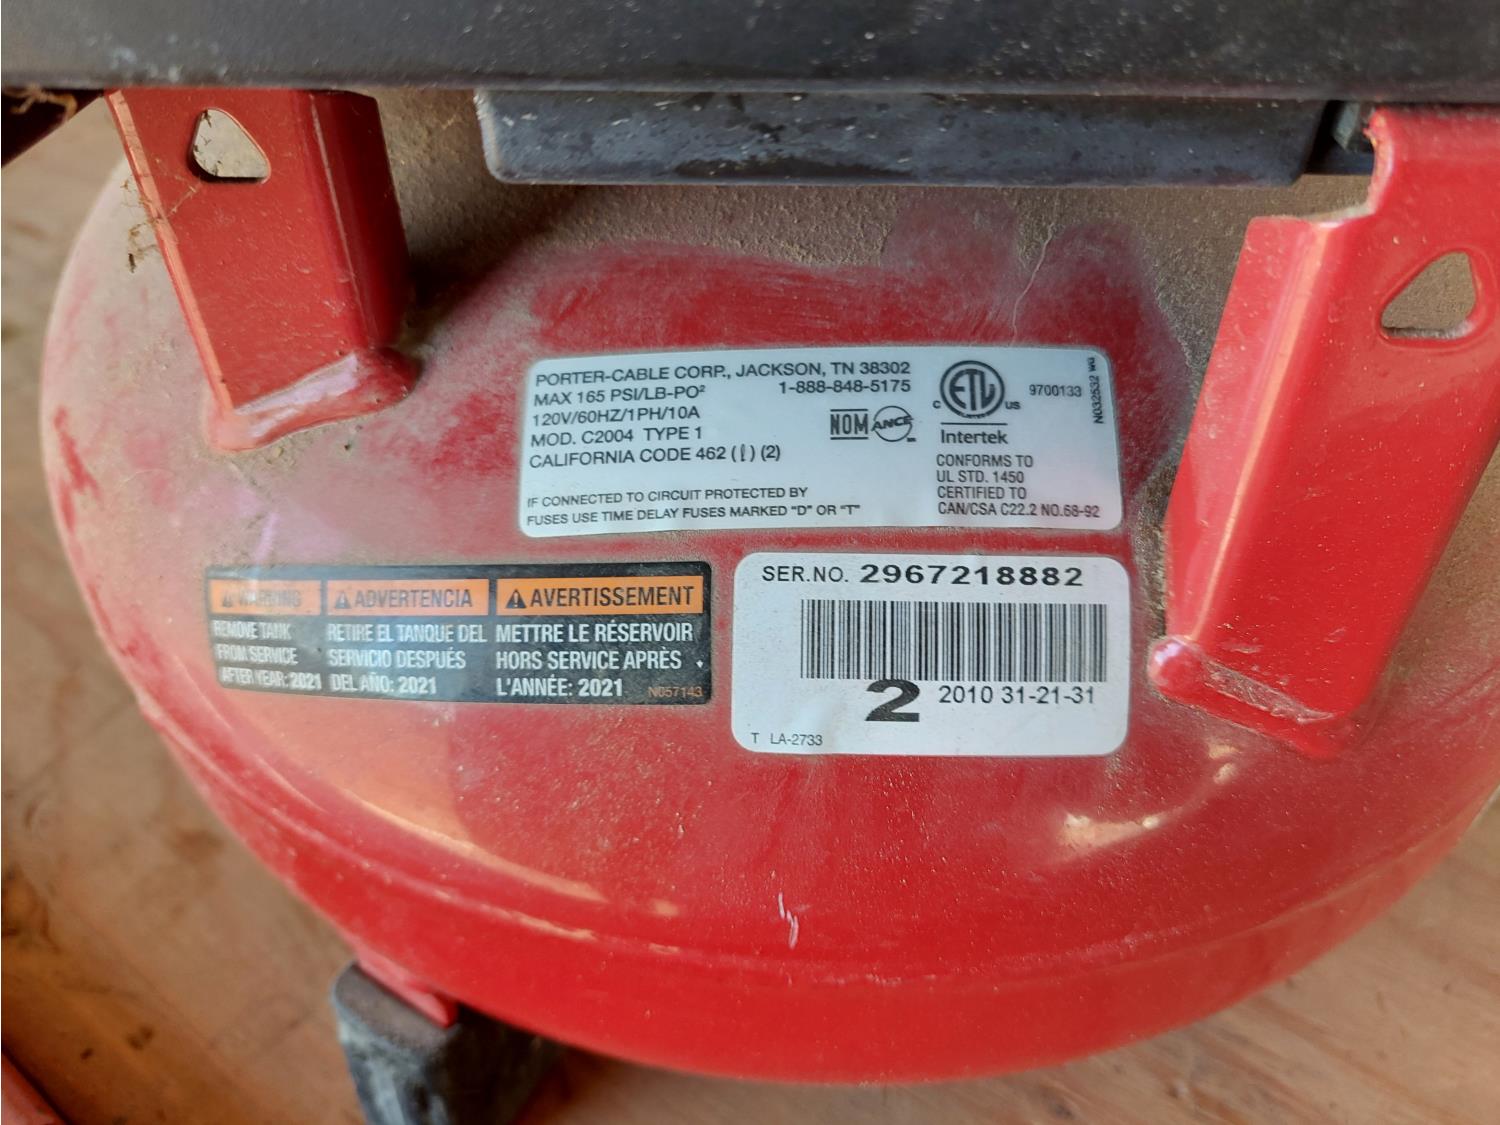 PORTER-CABLE CORP., JACKSON, TN 38302
MAX 165 PSI/LB-PO² 1-888-848-5175
120V/60HZ/1PH/10A
MOD. C2004 TYPE 1
CALIFORNIA CODE 462 (l) (2)
IF CONNECTED TO CIRCUIT PROTECTED BY
FUSES USE TIME DELAY FUSES MARKED "D" OR "T"
NOM ANCE
ETL
C US
Intertek
9700133
N032532
CONFORMS TO
UL STD. 1450
CERTIFIED TO
CAN/CSA C22.2 NO.68-92
WARNING
REMOVE TANK
FROM SERVICE
AFTER YEAR: 2021
ADVERTENCIA
RETIRE EL TANQUE DEL
SERVICIO DESPUÉS
DEL AÑO: 2021
AVERTISSEMENT
METTRE LE RÉSERVOIR
HORS SERVICE APRÈS
L'ANNÉE: 2021
N057143
SER.NO. 2967218882
2 2010 31-21-31
T LA-2733